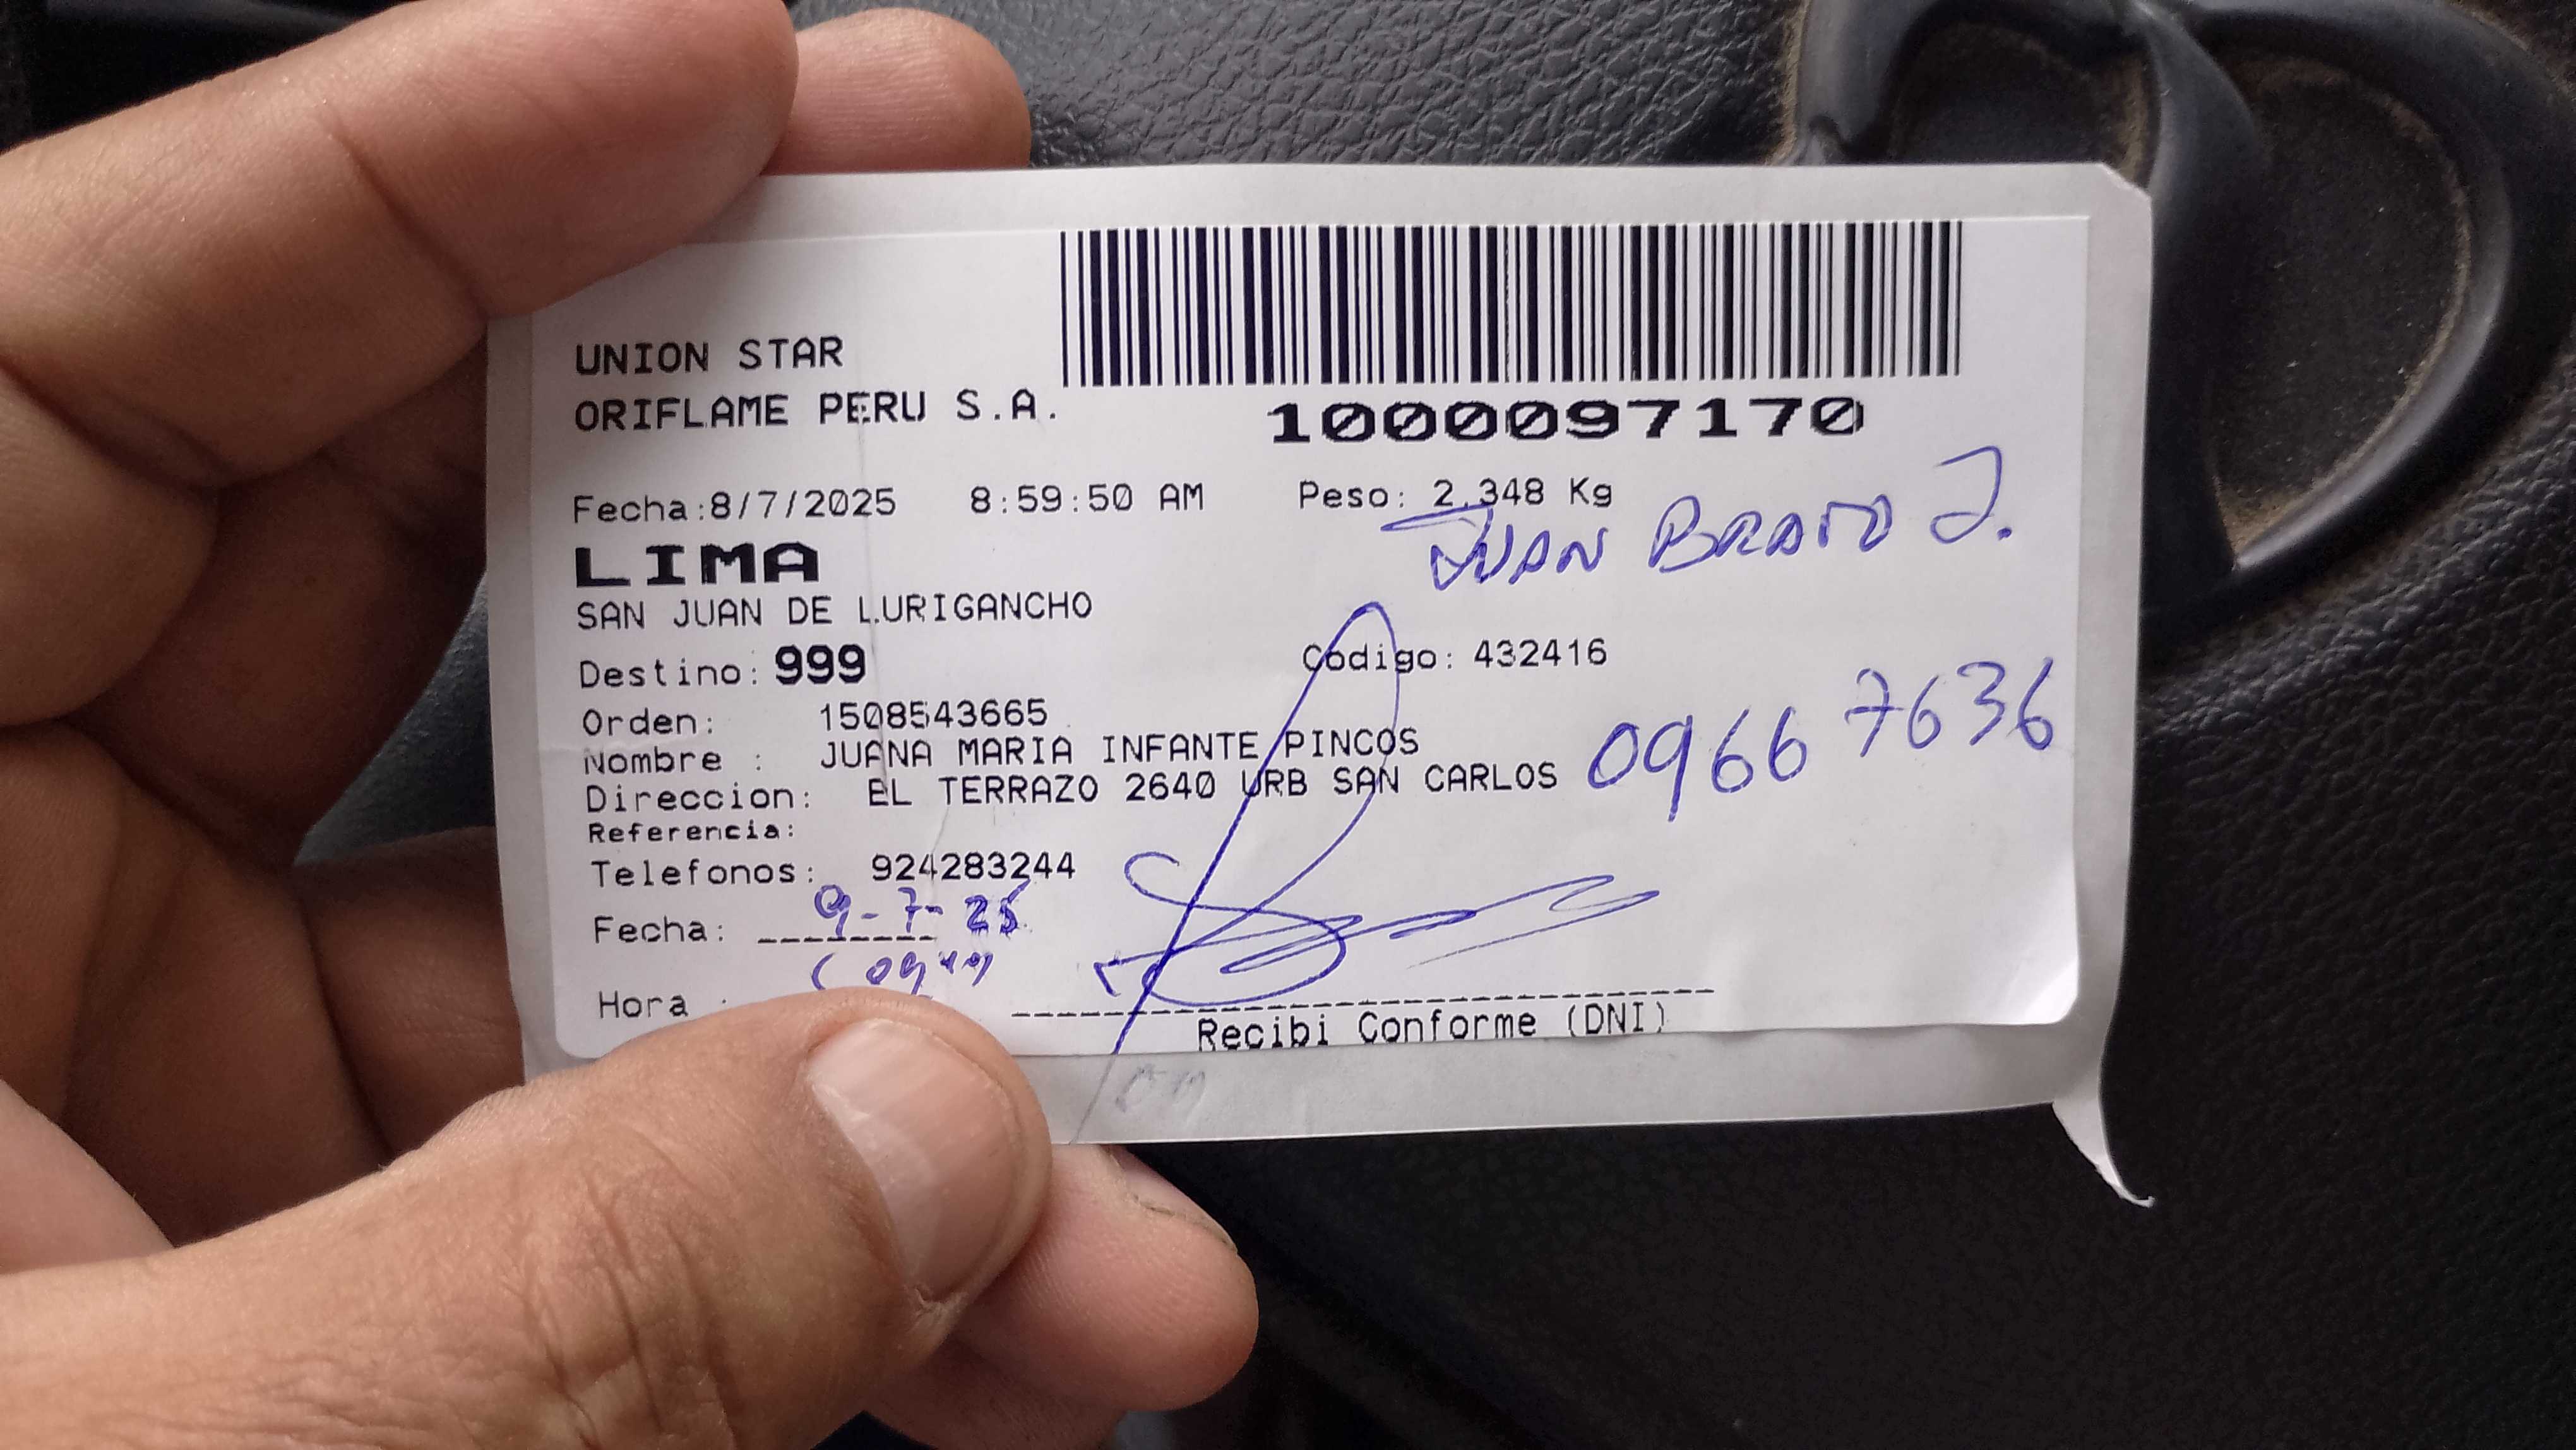 UNION STAR
ORIFLAME PERU S.A.
1000097170
Fecha:8/7/2025 8:59:50 AM Peso: 2.348 Kg
JUAN BRAVO J.
LIMA
SAN JUAN DE LURIGANCHO
Destino: 999 Código: 432416
Orden: 1508543665
Nombre : JUANA MARIA INFANTE PINCOS
09667636
Direccion: EL TERRAZO 2640 URB SAN CARLOS
Referencia:
Telefonos: 924283244
Fecha: 9-7-25
Hora :
Recibi Conforme (DNI)